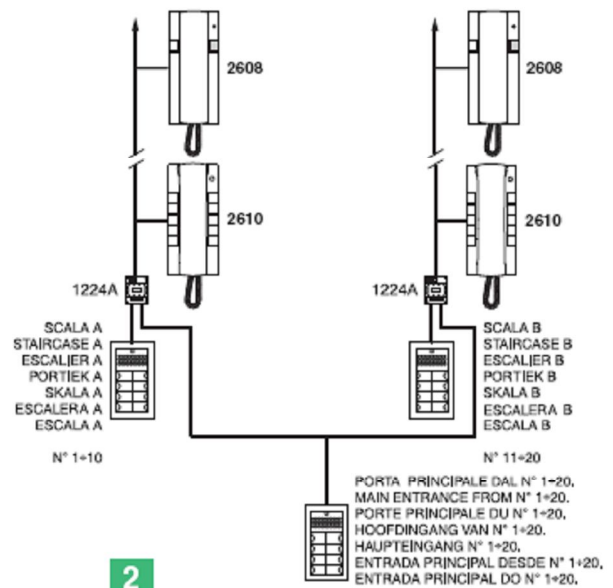 2608
2608
2610
2610
1224A
1224A
SCALA A
STAIRCASE A
ESCALIER A
PORTIEK A
SKALA A
ESCALERA A
ESCALA A
N° 1÷10
SCALA B
STAIRCASE B
ESCALIER B
PORTIEK B
SKALA B
ESCALERA B
ESCALA B
N° 11÷20
PORTA PRINCIPALE DAL N° 1÷20.
MAIN ENTRANCE FROM N° 1÷20.
PORTE PRINCIPALE DU N° 1÷20.
HOOFDINGANG VAN N° 1÷20.
HAUPTEINGANG N° 1÷20.
ENTRADA PRINCIPAL DESDE N° 1÷20.
ENTRADA PRINCIPAL DO N° 1÷20.
2